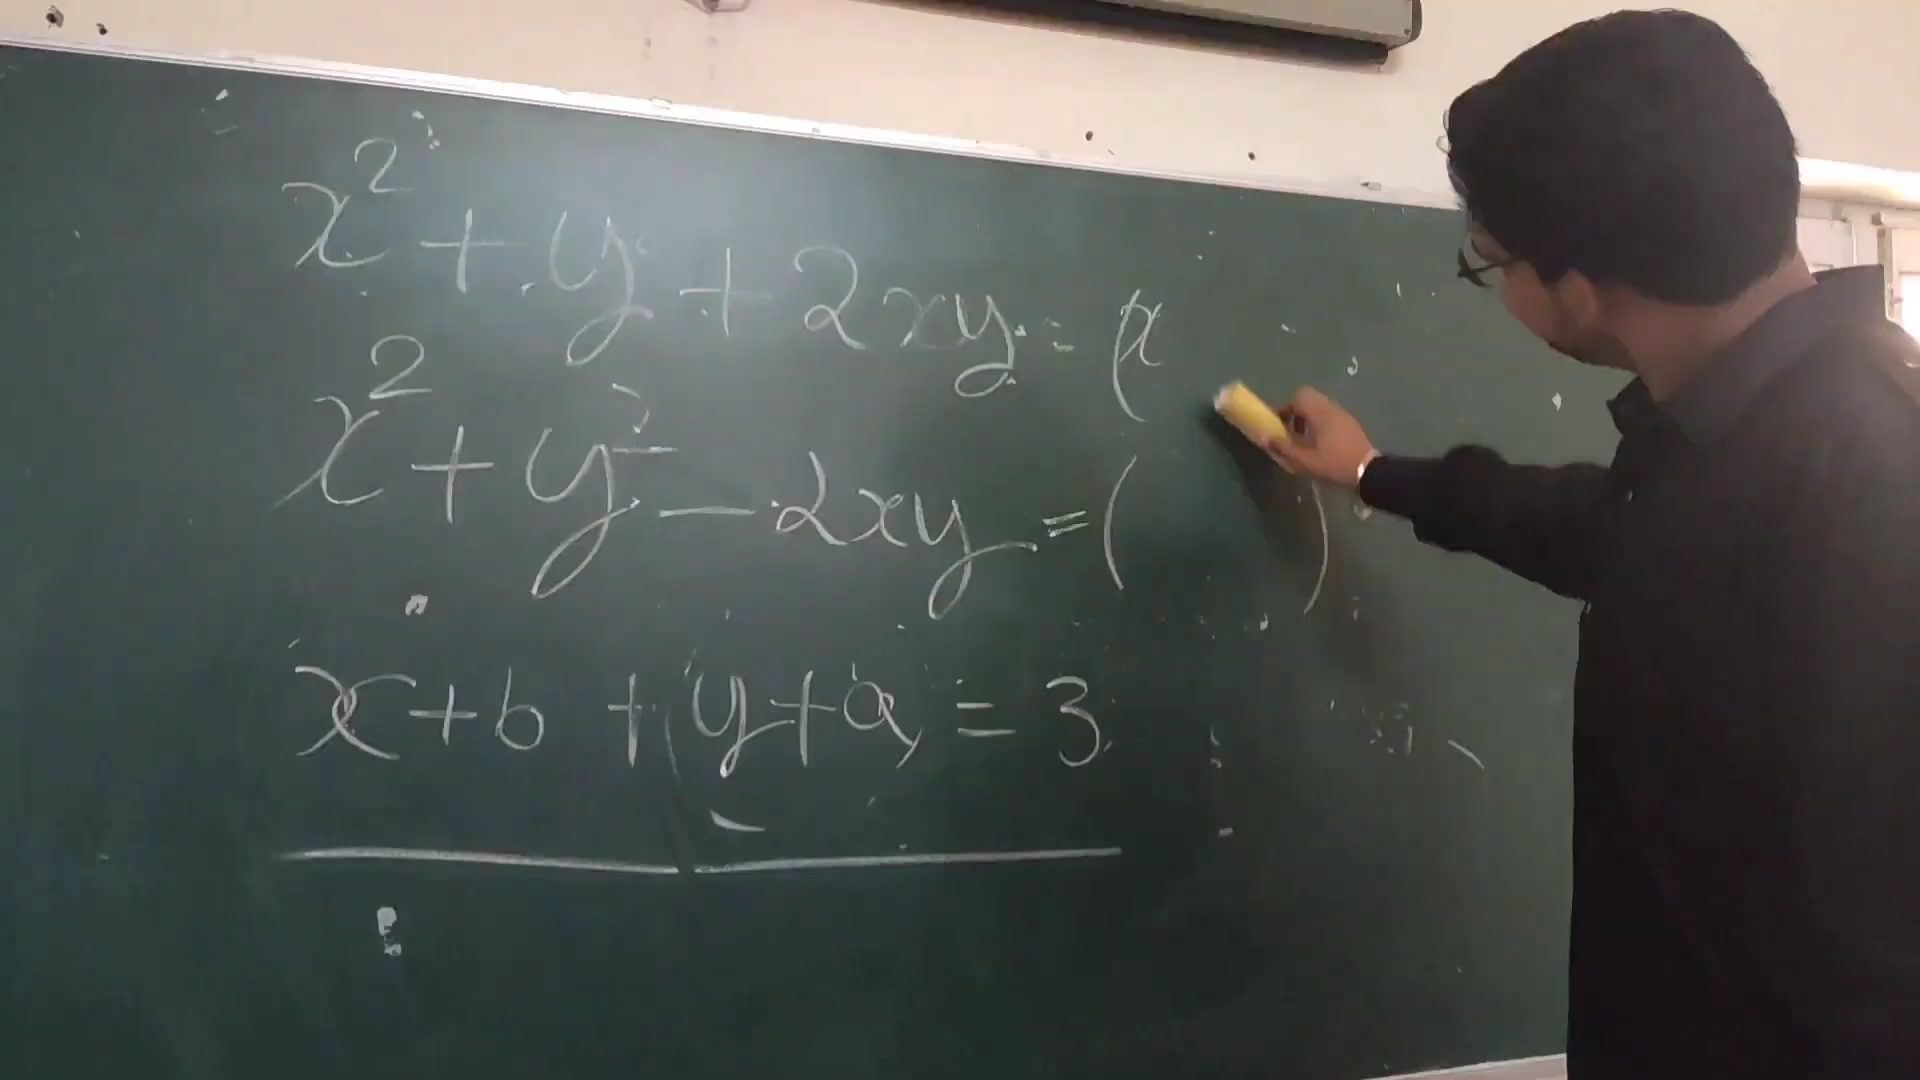 x² + y + 2xy = (x
x² + y² - 2xy = ( )
x + b + (y + a) = 3